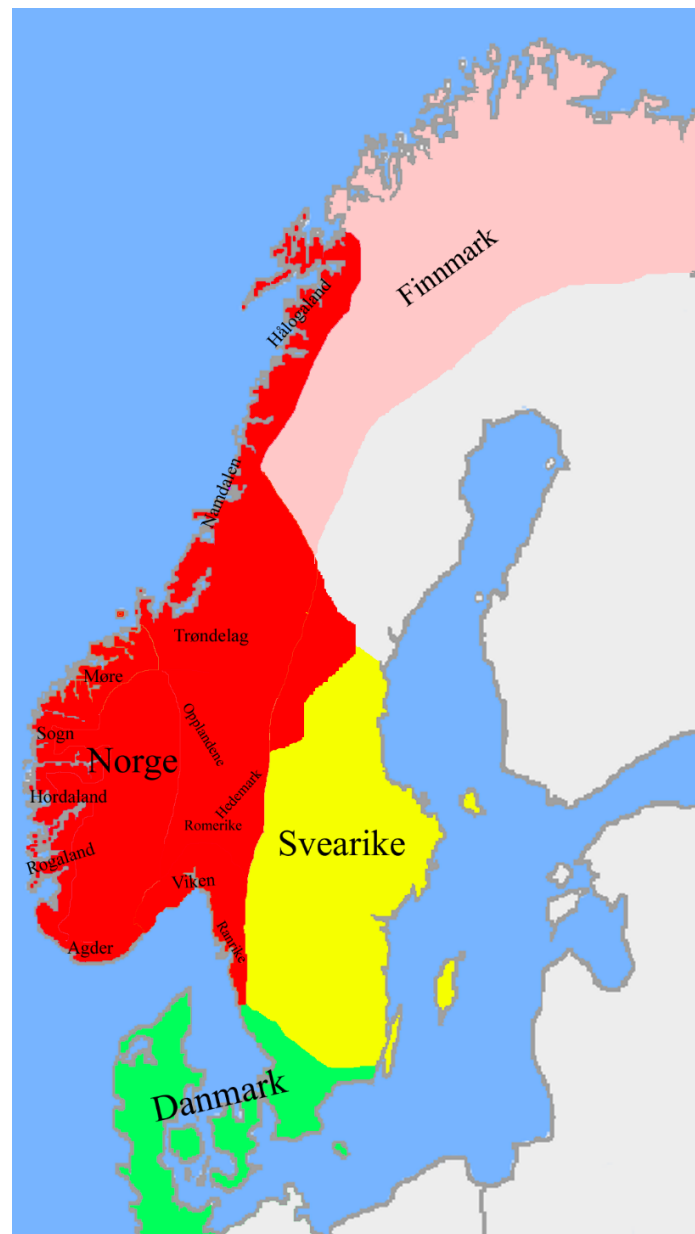 Finnmark
Hålogaland
Namdalen
Trøndelag
Møre
Opplandene
Sogn
Norge
Hordaland
Hedemark
Romerike
Svearike
Rogaland
Viken
Ranrike
Agder
Danmark